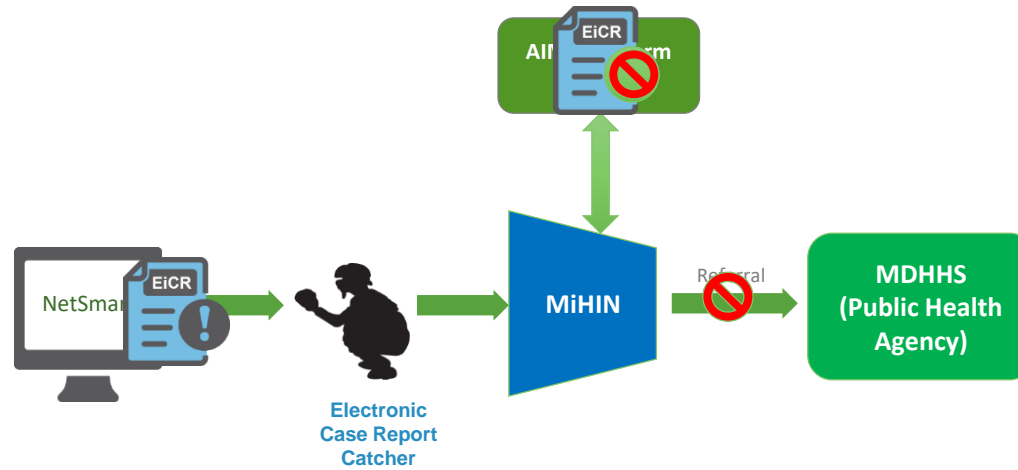 EiCR
NetSmar
EiCR
Electronic
Case Report
Catcher
MiHIN
Referral
MDHHS
(Public Health
Agency)